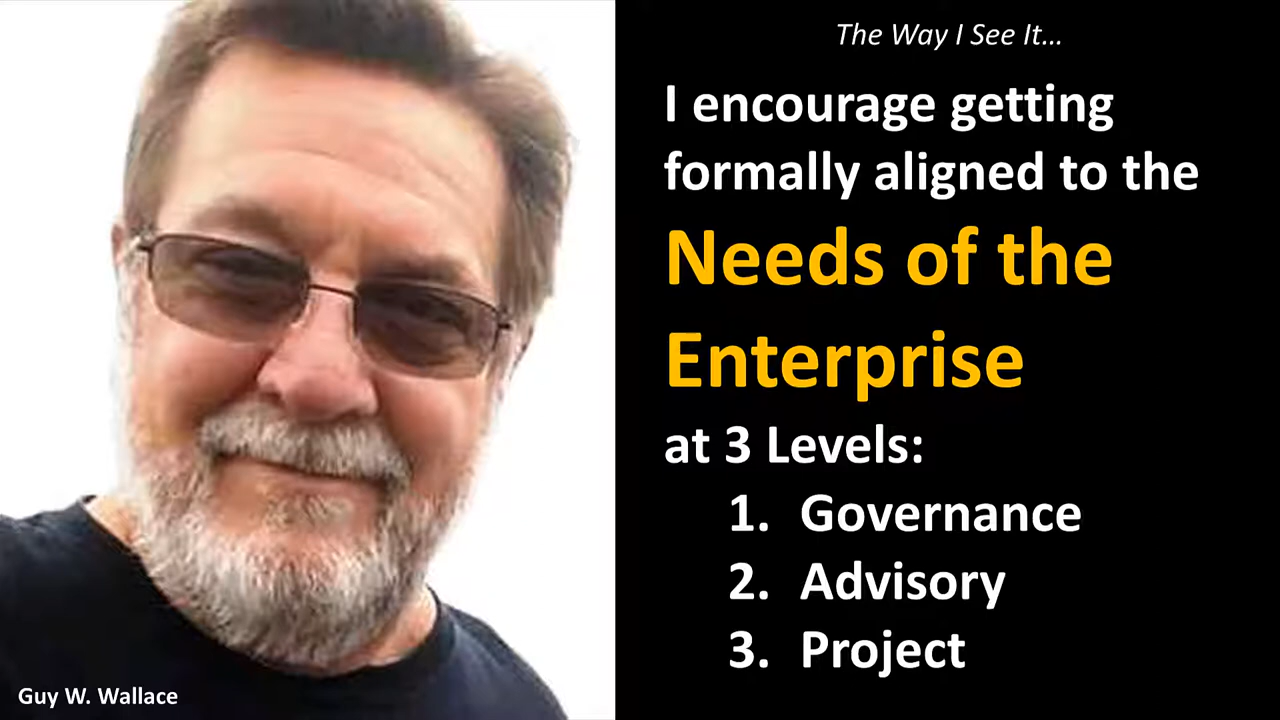 The Way I See It…
I encourage getting
formally aligned to the
Needs of the
Enterprise
at 3 Levels:
1. Governance
2. Advisory
3. Project
Guy W. Wallace